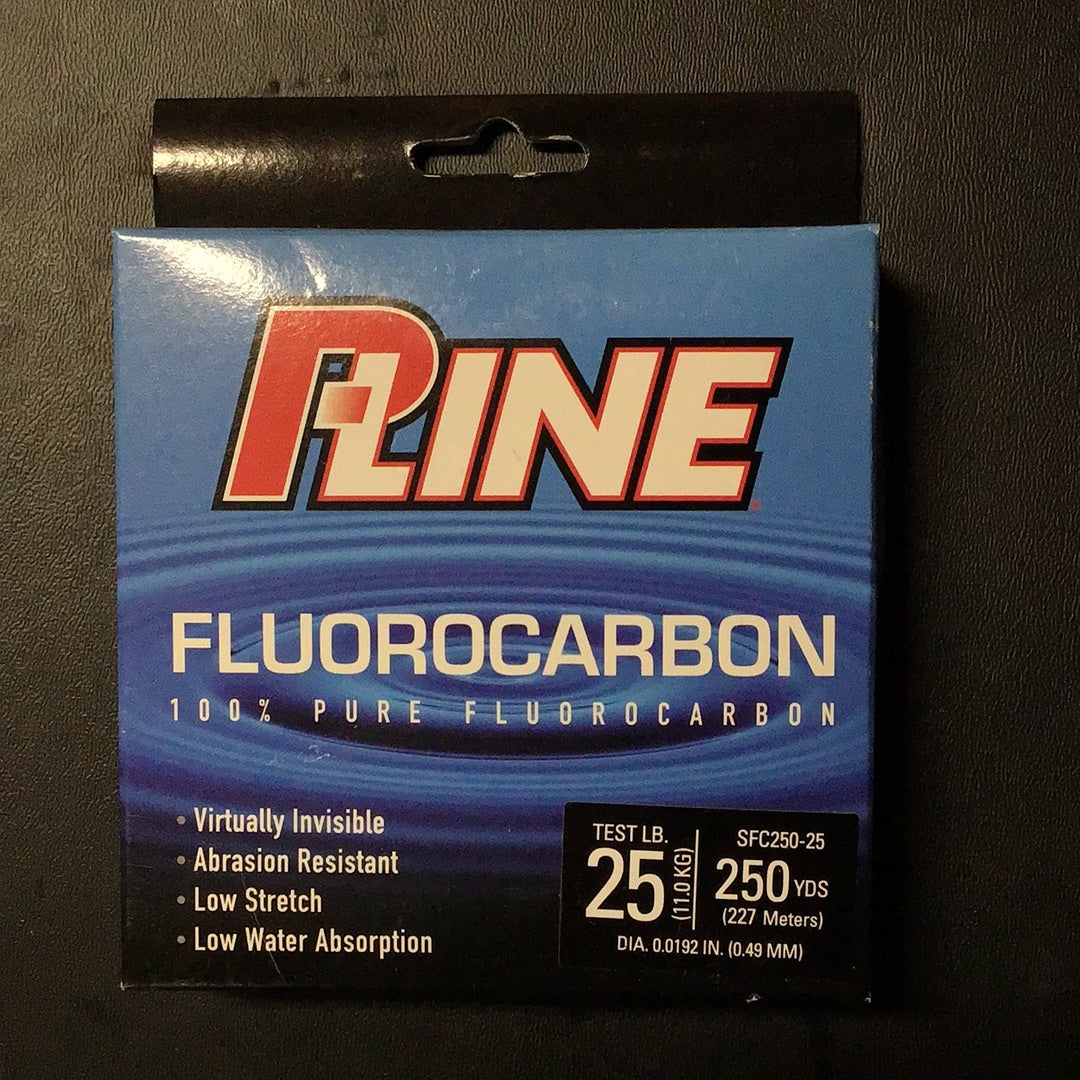 PLINE
FLUOROCARBON
100% PURE FLUOROCARBON
• Virtually Invisible
• Abrasion Resistant
• Low Stretch
• Low Water Absorption
TEST LB.
25
(11.0 KG)
SFC250-25
250 YDS
(227 Meters)
DIA. 0.0192 IN. (0.49 MM)